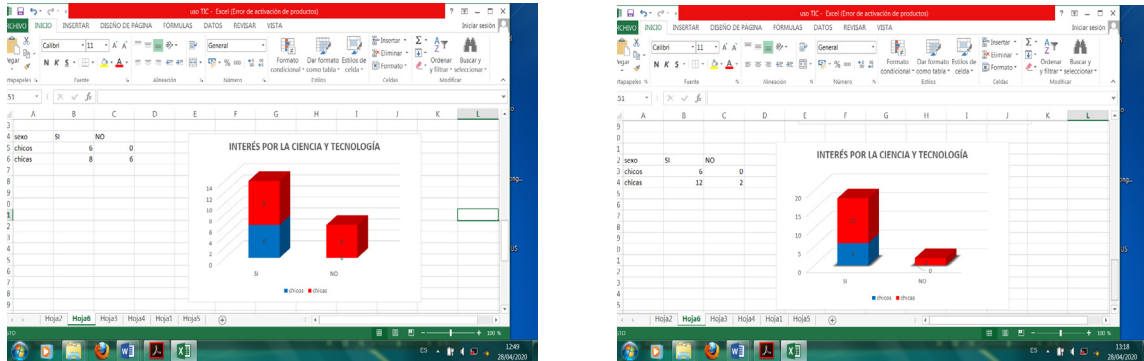 uso TIC - Excel (Error de activación de productos)
INICIO INSERTAR DISEÑO DE PÁGINA FÓRMULAS DATOS REVISAR VISTA Iniciar sesión
Calibri 11 General
Insertar
Eliminar
Formato
N K S
Formato condicional Dar formato como tabla Estilos de celda
Ordenar y filtrar Buscar y seleccionar
Fuente Alineación Número Estilos Celdas Modificar
A B C D E F G H I J K L
sexo SI NO
chicos 6 0
chicas 8 6
INTERÉS POR LA CIENCIA Y TECNOLOGÍA
14
12
10
8
6
4
2
0
SI NO
chicos chicas
Hoja2 Hoja6 Hoja3 Hoja4 Hoja1 Hoja5
100 %
ES 12:49
28/04/2020
uso TIC - Excel (Error de activación de productos)
INICIO INSERTAR DISEÑO DE PÁGINA FÓRMULAS DATOS REVISAR VISTA Iniciar sesión
Calibri 11 General
Insertar
Eliminar
Formato
N K S
Formato condicional Dar formato como tabla Estilos de celda
Ordenar y filtrar Buscar y seleccionar
Fuente Alineación Número Estilos Celdas Modificar
A B C D E F G H I J K L
sexo SI NO
chicos 6 0
chicas 12 2
INTERÉS POR LA CIENCIA Y TECNOLOGÍA
20
15
10
5
0
SI NO
0
chicos chicas
Hoja2 Hoja6 Hoja3 Hoja4 Hoja1 Hoja5
100 %
ES 13:18
28/04/2020